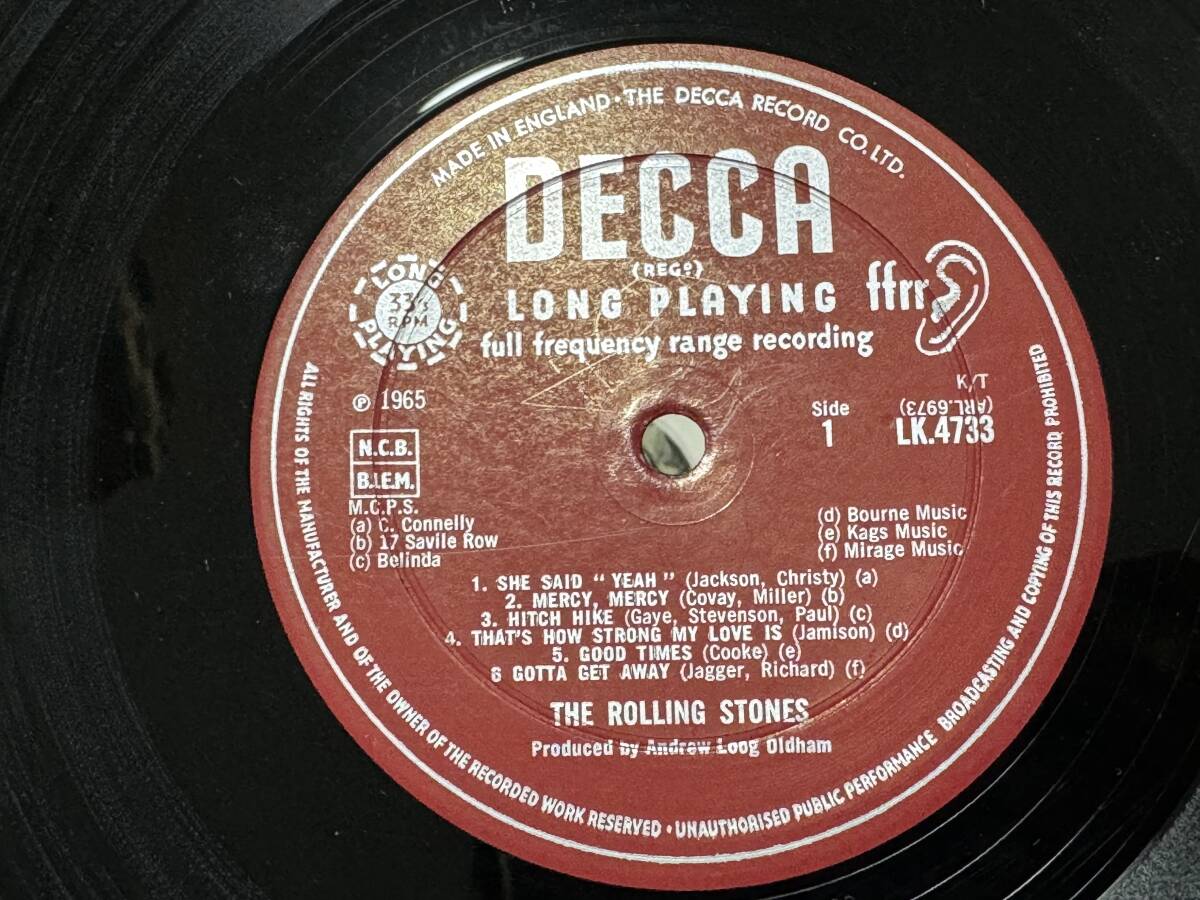 MADE IN ENGLAND · THE DECCA RECORD CO. LTD.
DECCA
(REGD)
LONG PLAYING
33⅓
RPM
LONG PLAYING
ffrr
full frequency range recording
K/T
(ARL.6973)
℗ 1965
Side
1
LK.4733
N.C.B.
B.I.E.M.
M.C.P.S.
(a) C. Connelly
(b) 17 Savile Row
(c) Belinda
(d) Bourne Music
(e) Kags Music
(f) Mirage Music
1. SHE SAID “ YEAH ” (Jackson, Christy) (a)
2. MERCY, MERCY (Covay, Miller) (b)
3. HITCH HIKE (Gaye, Stevenson, Paul) (c)
4. THAT'S HOW STRONG MY LOVE IS (Jamison) (d)
5. GOOD TIMES (Cooke) (e)
6 GOTTA GET AWAY (Jagger, Richard) (f)
THE ROLLING STONES
Produced by Andrew Loog Oldham
ALL RIGHTS OF THE MANUFACTURER AND OF THE OWNER OF THE RECORDED WORK RESERVED · UNAUTHORISED PUBLIC PERFORMANCE BROADCASTING AND COPYING OF THIS RECORD PROHIBITED